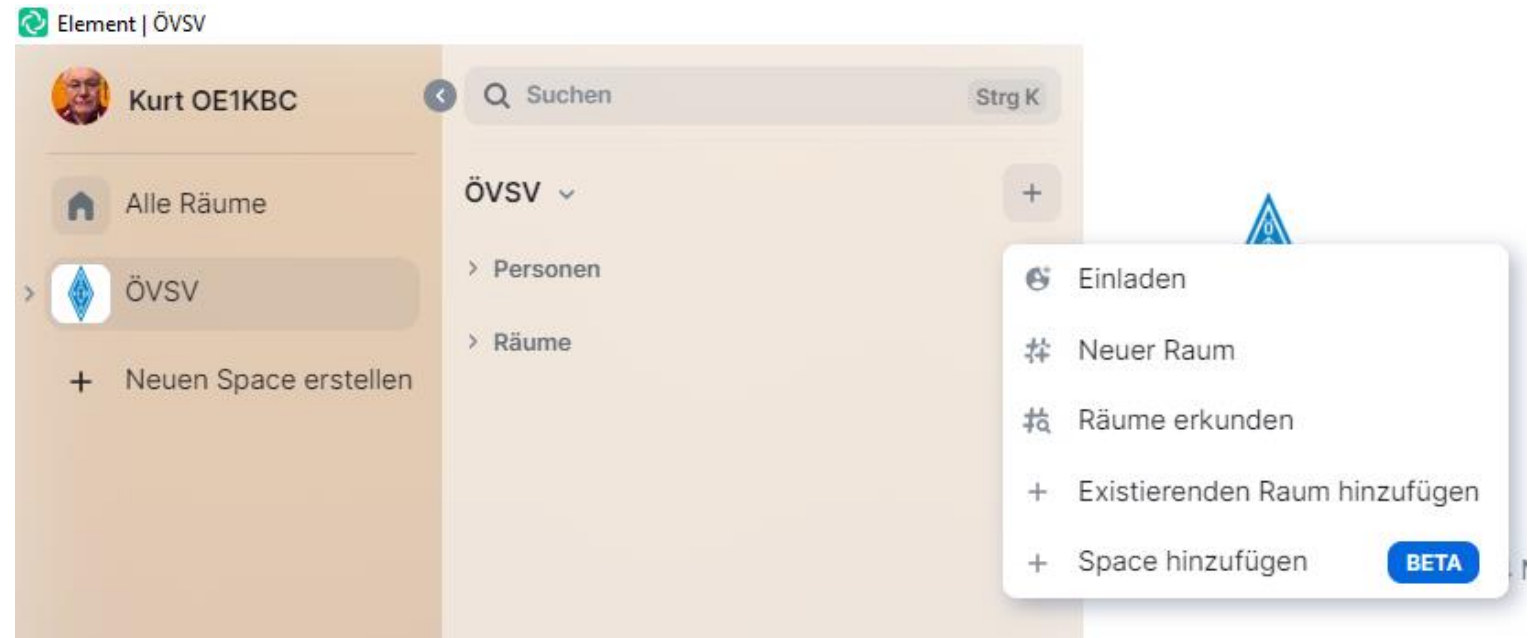 Element | ÖVSV
Kurt OE1KBC
Alle Räume
ÖVSV
Neuen Space erstellen
Suchen
Strg K
ÖVSV
Personen
Räume
Einladen
Neuer Raum
Räume erkunden
Existierenden Raum hinzufügen
Space hinzufügen BETA